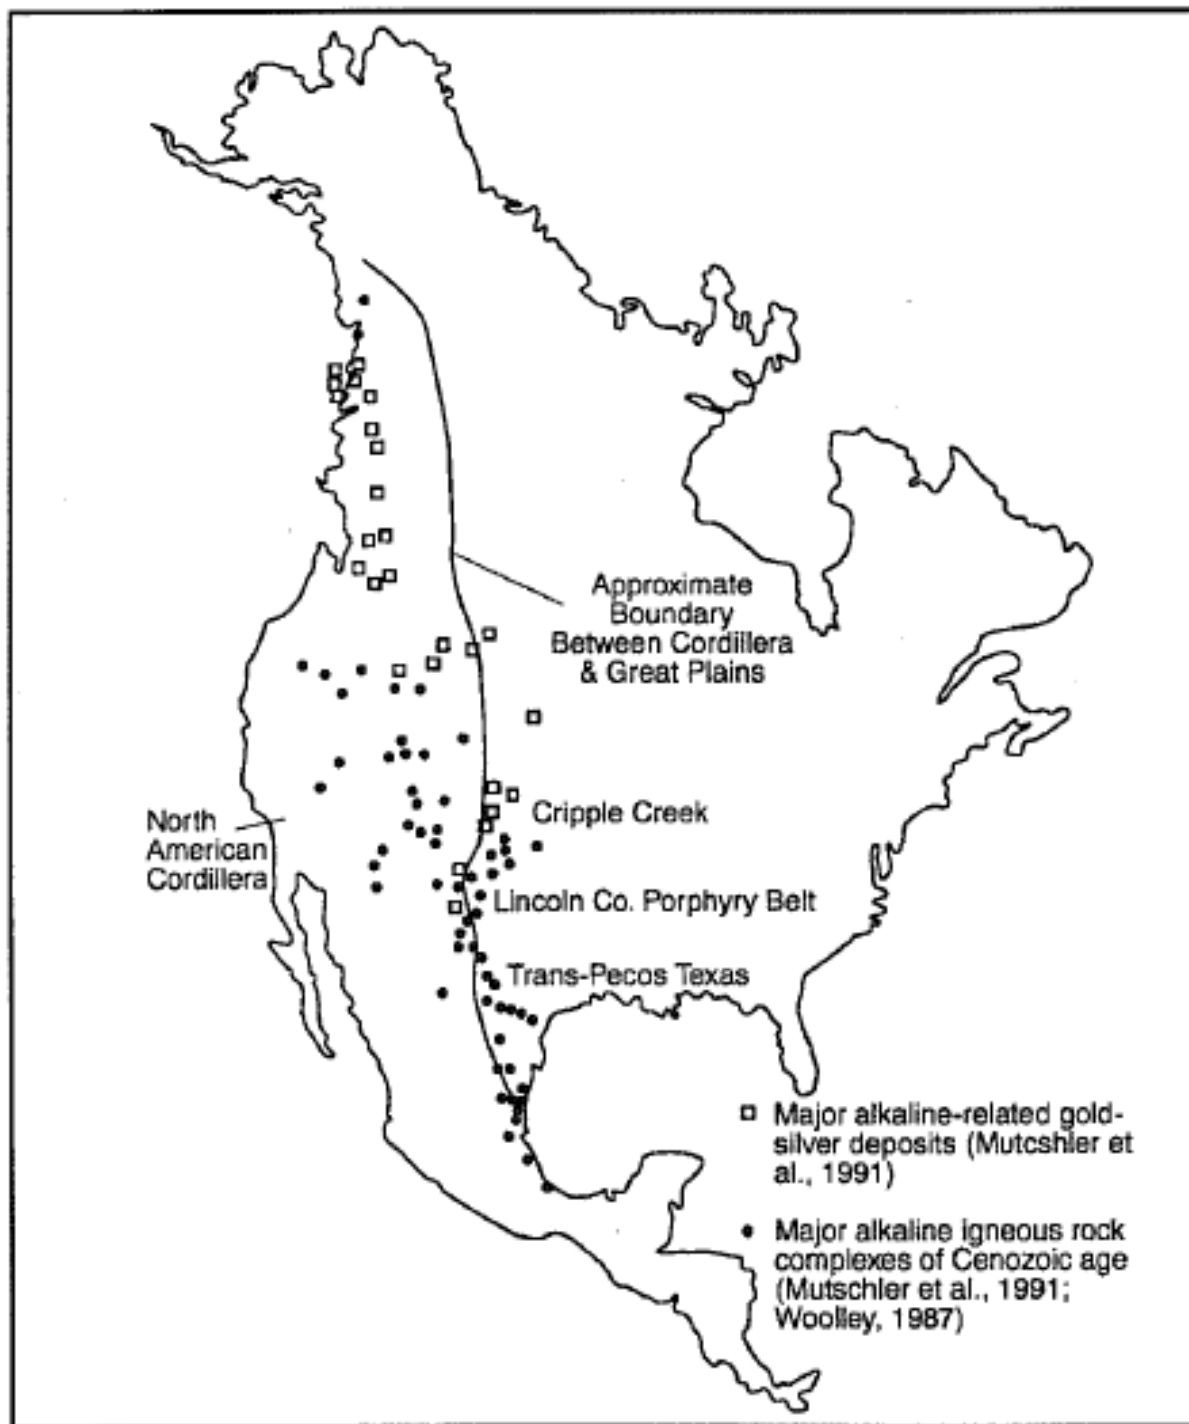 Approximate
Boundary
Between Cordillera
& Great Plains
Cripple Creek
North
American
Cordillera
Lincoln Co. Porphyry Belt
Trans-Pecos Texas
Major alkaline-related gold-
silver deposits (Mutcshler et
al., 1991)
Major alkaline igneous rock
complexes of Cenozoic age
(Mutschler et al., 1991;
Woolley, 1987)